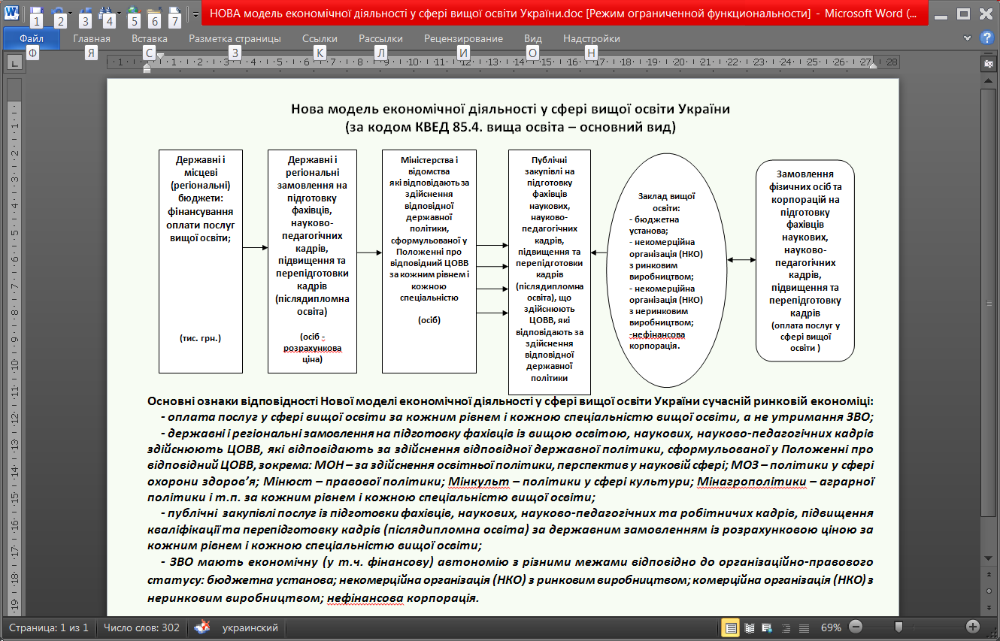 НОВА модель економічної діяльності у сфері вищої освіти України.doc [Режим ограниченной функциональности] - Microsoft Word (...
1 2 3 4 5 6 7
Файл Главная Вставка Разметка страницы Ссылки Рассылки Рецензирование Вид Надстройки
Ф Я С З К Л И О Н
Нова модель економічної діяльності у сфері вищої освіти України
(за кодом КВЕД 85.4. вища освіта – основний вид)
Державні і
місцеві
(регіональні)
бюджети:
фінансування
оплати послуг
вищої освіти;
(тис. грн.)
Державні і
регіональні
замовлення на
підготовку
фахівців,
науково-
педагогічних
кадрів,
підвищення та
перепідготовки
кадрів
(післядипломна
освіта)
(осіб -
розрахункова
ціна)
Міністерства і
відомства
які відповідають за
здійснення
відповідної
державної
політики,
сформульованої у
Положенні про
відповідний ЦОВВ
за кожним рівнем і
кожною
спеціальністю
(осіб)
Публічні
закупівлі на
підготовку
фахівців
наукових,
науково-
педагогічних
кадрів,
підвищення та
перепідготовки
кадрів
(післядипломна
освіта), що
здійснюють
ЦОВВ, які
відповідають за
здійснення
відповідної
державної
політики
Заклад вищої
освіти:
- бюджетна
установа;
- некомерційна
організація (НКО)
з ринковим
виробництвом;
- некомерційна
організація (НКО)
з неринковим
виробництвом;
-нефінансова
корпорація.
Замовлення
фізичних осіб та
корпорацій на
підготовку
фахівців
наукових,
науково-
педагогічних
кадрів,
підвищення та
перепідготовку
кадрів
(оплата послуг у
сфері вищої
освіти )
Основні ознаки відповідності Нової моделі економічної діяльності у сфері вищої освіти України сучасній ринковій економіці:
- оплата послуг у сфері вищої освіти за кожним рівнем і кожною спеціальністю вищої освіти, а не утримання ЗВО;
- державні і регіональні замовлення на підготовку фахівців із вищою освітою, наукових, науково-педагогічних кадрів
здійснюють ЦОВВ, які відповідають за здійснення відповідної державної політики, сформульованої у Положенні про
відповідний ЦОВВ, зокрема: МОН – за здійснення освітньої політики, перспектив у науковій сфері; МОЗ – політики у сфері
охорони здоров’я; Мінюст – правової політики; Мінкульт – політики у сфері культури; Мінагрополітики – аграрної
політики і т.п. за кожним рівнем і кожною спеціальністю вищої освіти;
- публічні закупівлі послуг із підготовки фахівців, наукових, науково-педагогічних та робітничих кадрів, підвищення
кваліфікації та перепідготовку кадрів (післядипломна освіта) за державним замовленням із розрахунковою ціною за
кожним рівнем і кожною спеціальністю вищої освіти;
- ЗВО мають економічну (у т.ч. фінансову) автономію з різними межами відповідно до організаційно-правового
статусу: бюджетна установа; некомерційна організація (НКО) з ринковим виробництвом; комерційна організація (НКО) з
неринковим виробництвом; нефінансова корпорація.
Страница: 1 из 1 Число слов: 302 украинский 69%